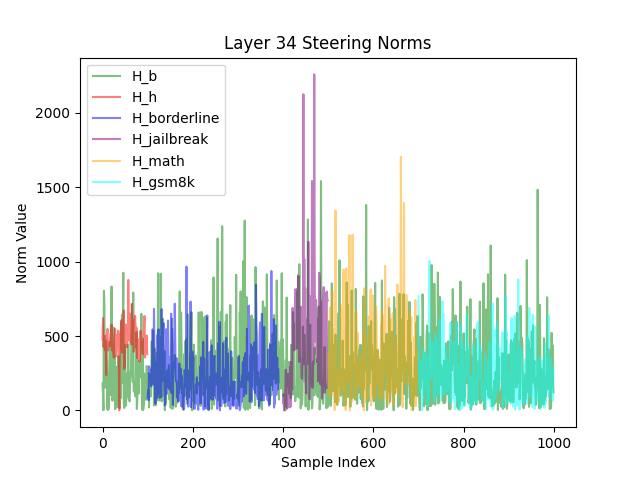 Layer 34 Steering Norms
H_b
H_h
H_borderline
H_jailbreak
H_math
H_gsm8k
Norm Value
2000
1500
1000
500
0
0
200
400
600
800
1000
Sample Index